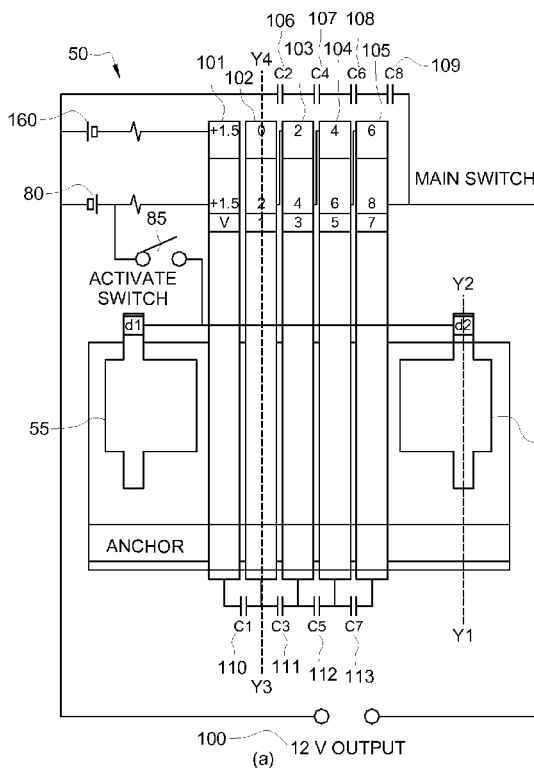 106
107
108
Y4
103
104
105
50
101
102
C2
C4
C6
C8
109
160
+1.5
0
2
4
6
MAIN SWITCH
80
+1.5
2
4
6
8
V
1
3
5
7
85
ACTIVATE
SWITCH
Y2
d1
d2
55
ANCHOR
C1
C3
C5
C7
110
111
112
113
Y3
Y1
100
12 V OUTPUT
(a)